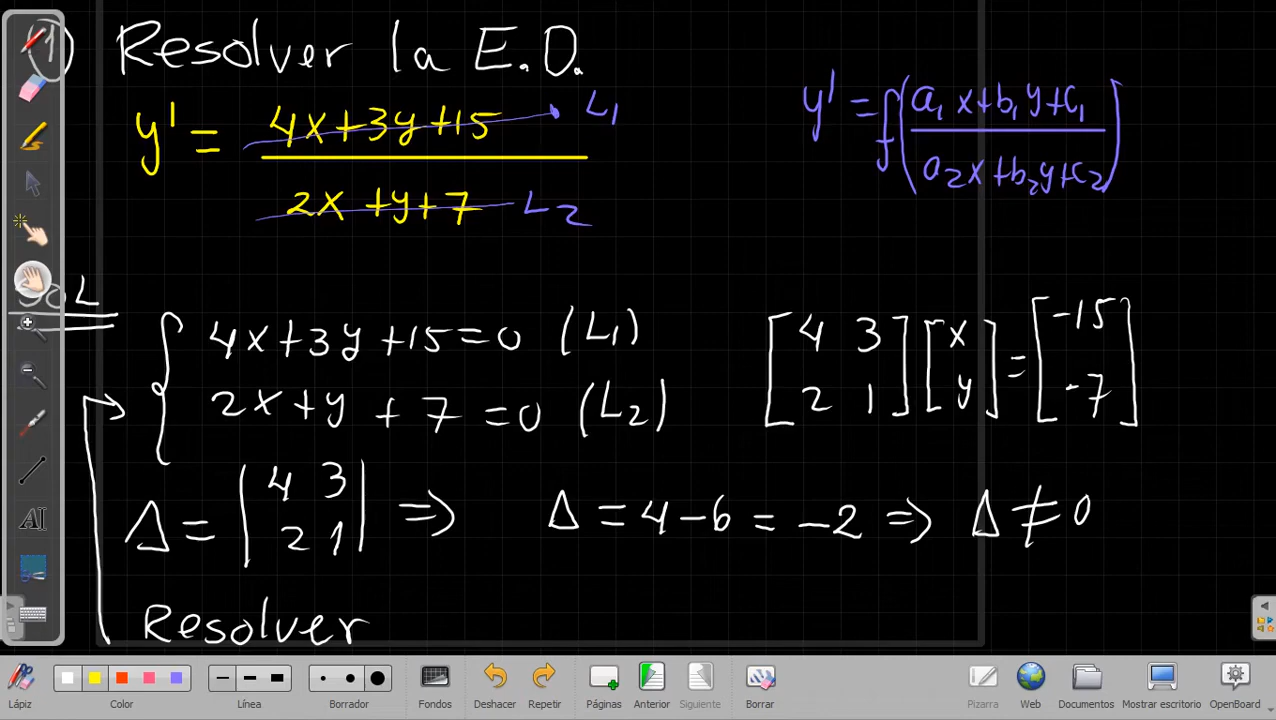 1) Resolver la E.D.
y' = (4x+3y+15)/(2x+y+7) L1 L2
y' = f((a₁x+b₁y+c₁)/(a₂x+b₂y+c₂))
SOL
4x+3y+15=0 (L1)
2x+y+7=0 (L2)
[4 3; 2 1] [x; y] = [-15; -7]
Δ = |4 3; 2 1| ⇒ Δ = 4-6 = -2 ⇒ Δ ≠ 0
Resolver
Lápiz Color Línea Borrador Fondos Deshacer Repetir Páginas Anterior Siguiente Borrar Pizarra Web Documentos Mostrar escritorio OpenBoard